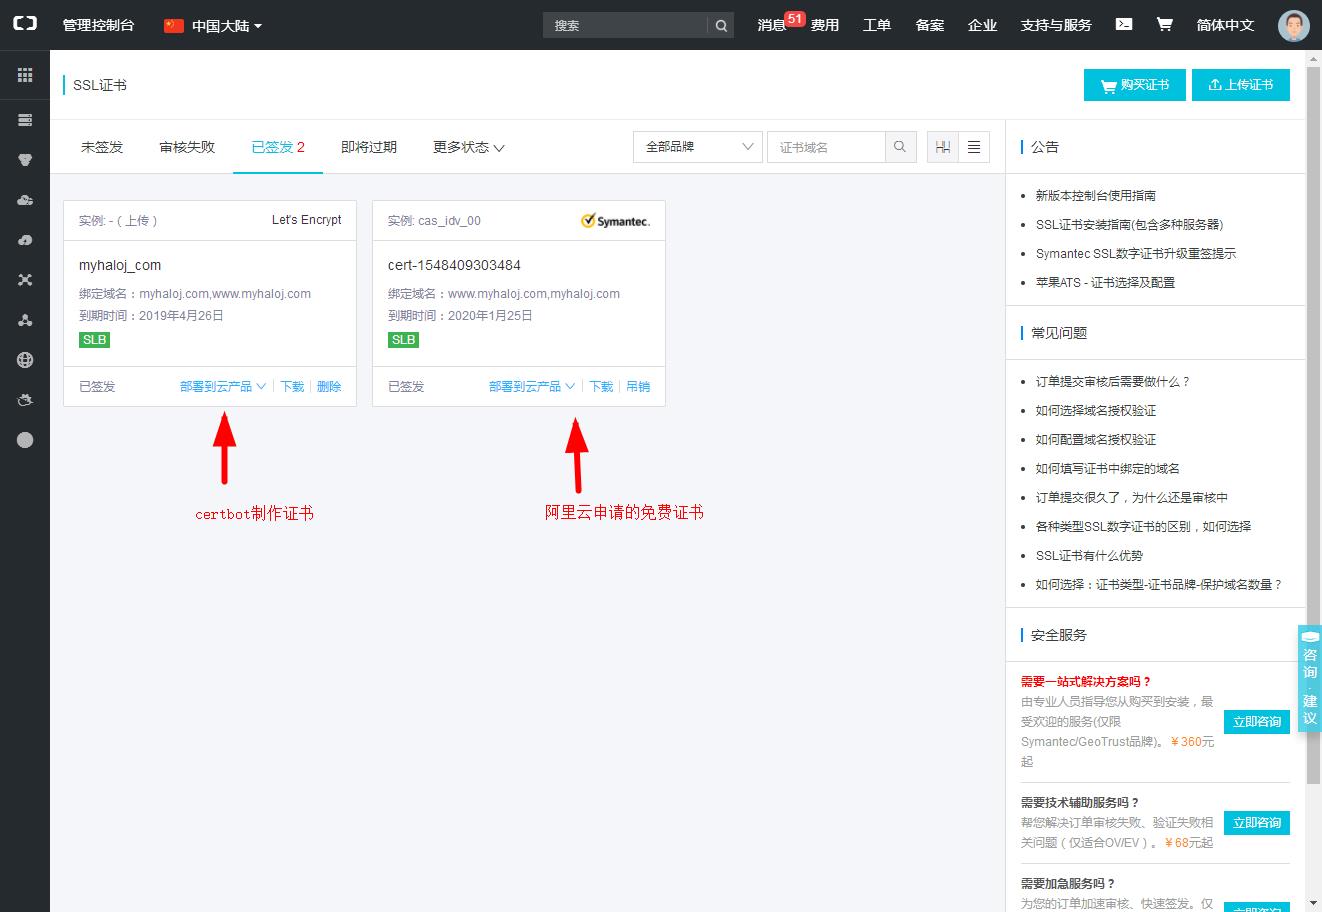 管理控制台
中国大陆
搜索
消息
51
费用
工单
备案
企业
支持与服务
简体中文
SSL证书
购买证书
上传证书
未签发
审核失败
已签发 2
即将过期
更多状态
全部品牌
证书域名
实例: - ( 上传 )
Let's Encrypt
myhaloj_com
绑定域名：myhaloj.com,www.myhaloj.com
到期时间：2019年4月26日
SLB
已签发
部署到云产品
下载
删除
实例: cas_idv_00
Symantec.
cert-1548409303484
绑定域名：www.myhaloj.com,myhaloj.com
到期时间：2020年1月25日
SLB
已签发
部署到云产品
下载
吊销
certbot制作证书
阿里云申请的免费证书
公告
新版本控制台使用指南
SSL证书安装指南(包含多种服务器)
Symantec SSL数字证书升级重签提示
苹果ATS - 证书选择及配置
常见问题
订单提交审核后需要做什么？
如何选择域名授权验证
如何配置域名授权验证
如何填写证书中绑定的域名
订单提交很久了，为什么还是审核中
各种类型SSL数字证书的区别，如何选择
SSL证书有什么优势
如何选择：证书类型-证书品牌-保护域名数量？
安全服务
需要一站式解决方案吗？
由专业人员指导您从购买到安装，最
受欢迎的服务(仅限
Symantec/GeoTrust品牌)。￥360元
起
立即咨询
需要技术辅助服务吗？
帮您解决订单审核失败、验证失败相
关问题（仅适合OV/EV）。￥68元起
立即咨询
需要加急服务吗？
为您的订单加速审核、快速签发。仅
立即咨询
咨询·建议